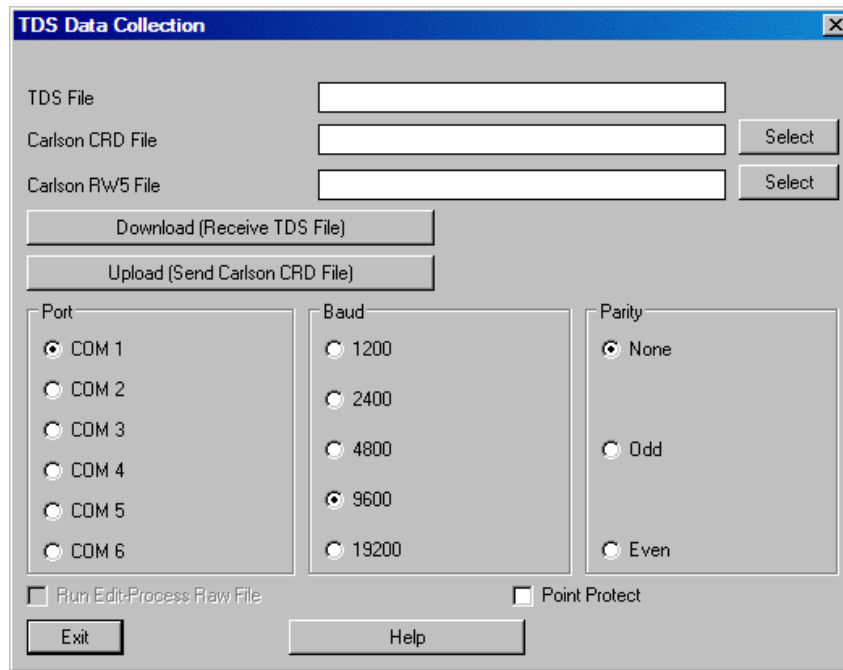 TDS Data Collection
TDS File
Carlson CRD File Select
Carlson RW5 File Select
Download (Receive TDS File)
Upload (Send Carlson CRD File)
Port Baud Parity
COM 1 1200 None
COM 2 2400
COM 3 4800 Odd
COM 4
COM 5 9600
COM 6 19200 Even
Run Edit-Process Raw File Point Protect
Exit Help